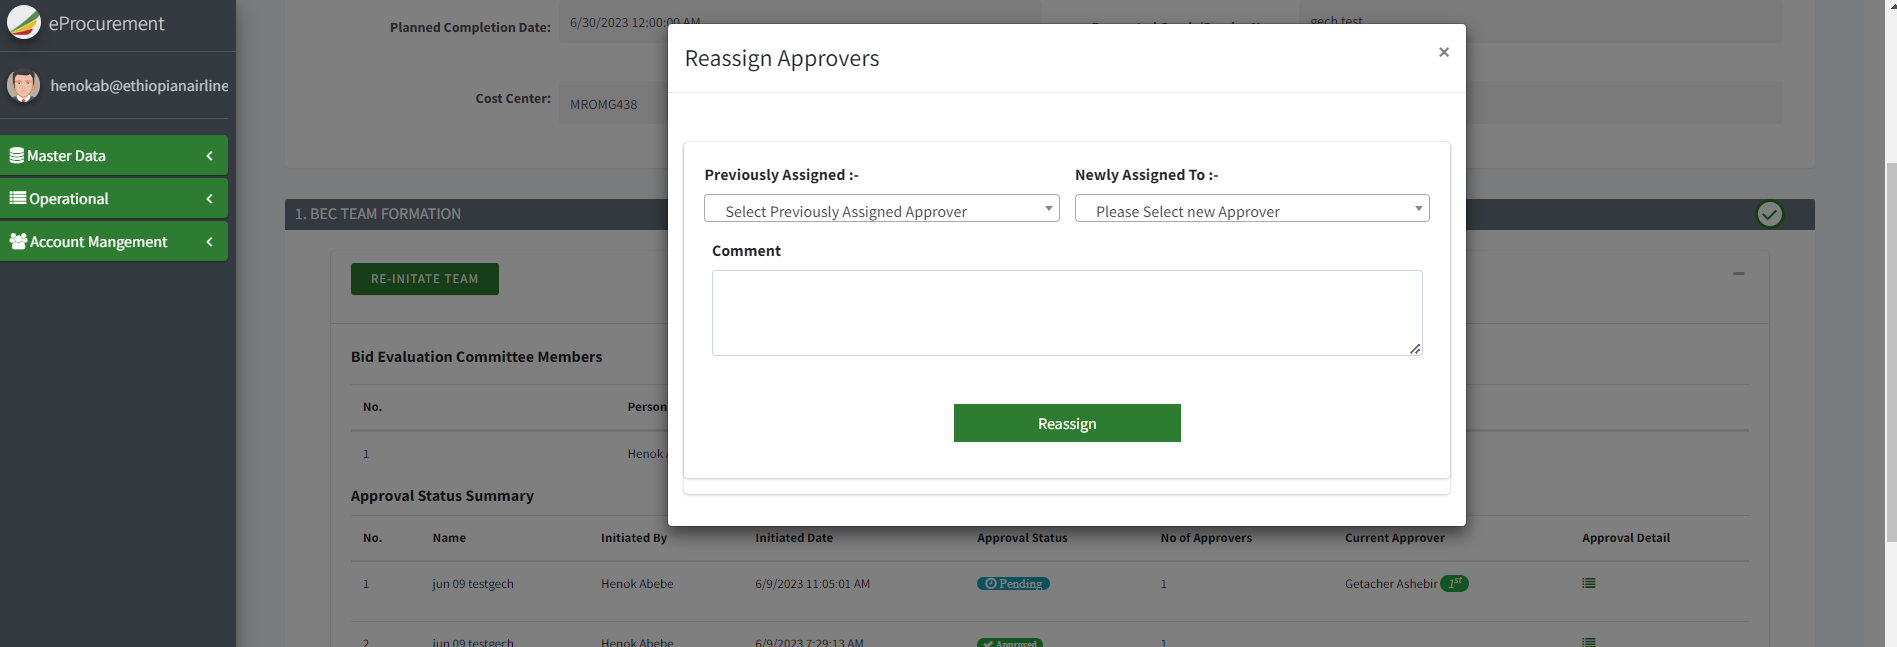 eProcurement
henokab@ethiopianairline
Master Data
Operational
Account Mangement
Planned Completion Date:
6/30/2023 12:00:00 AM
gech test
Cost Center:
MROMG438
1. BEC TEAM FORMATION
RE-INITATE TEAM
Bid Evaluation Committee Members
No.
Person
1
Henok
Approval Status Summary
No. Name Initiated By Initiated Date Approval Status No of Approvers Current Approver Approval Detail
1 jun 09 testgech Henok Abebe 6/9/2023 11:05:01 AM Pending 1 Getacher Ashebir 1st
2 jun 09 testgech Henok Abebe 6/9/2023 7:29:13 AM Approved 1
Reassign Approvers
×
Previously Assigned :-
Newly Assigned To :-
Select Previously Assigned Approver
Please Select new Approver
Comment
Reassign